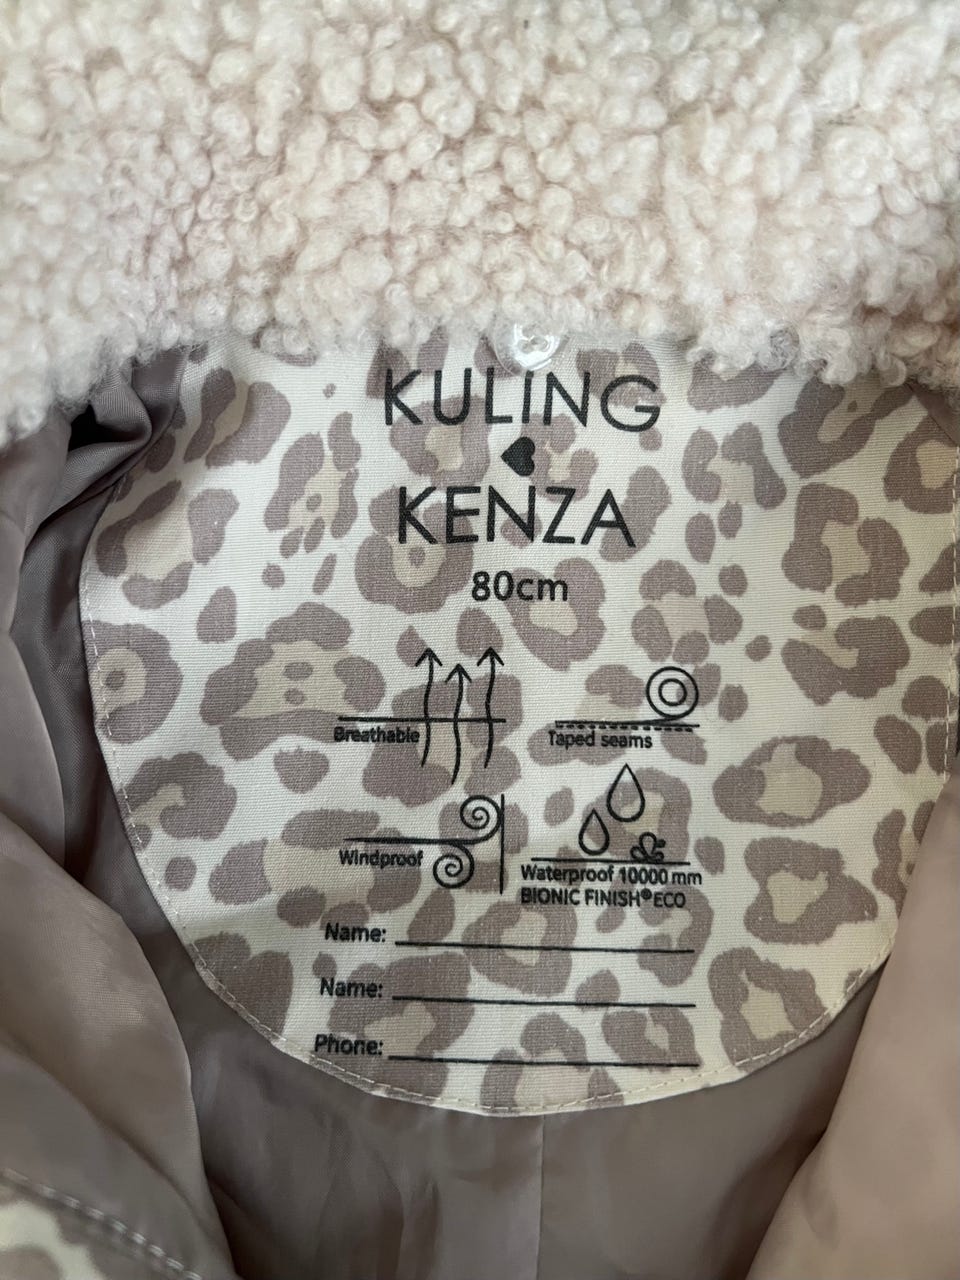 KULING
KENZA
80cm
Breathable
Taped seams
Windproof
Waterproof 10000 mm
BIONIC FINISH® ECO
Name:
Name:
Phone: